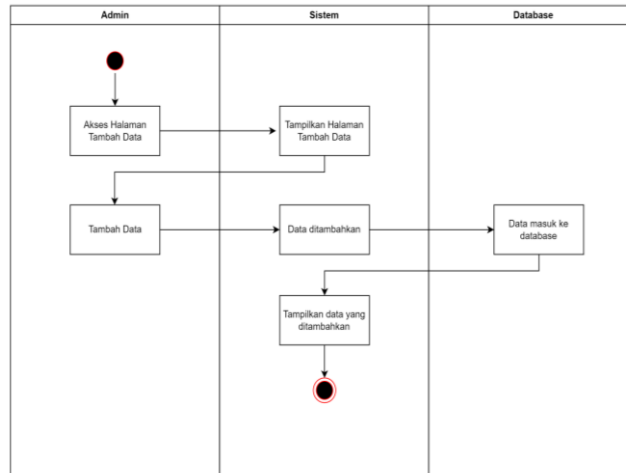 Admin
Sistem
Database
Akses Halaman
Tambah Data
Tampilkan Halaman
Tambah Data
Tambah Data
Data ditambahkan
Data masuk ke
database
Tampilkan data yang
ditambahkan